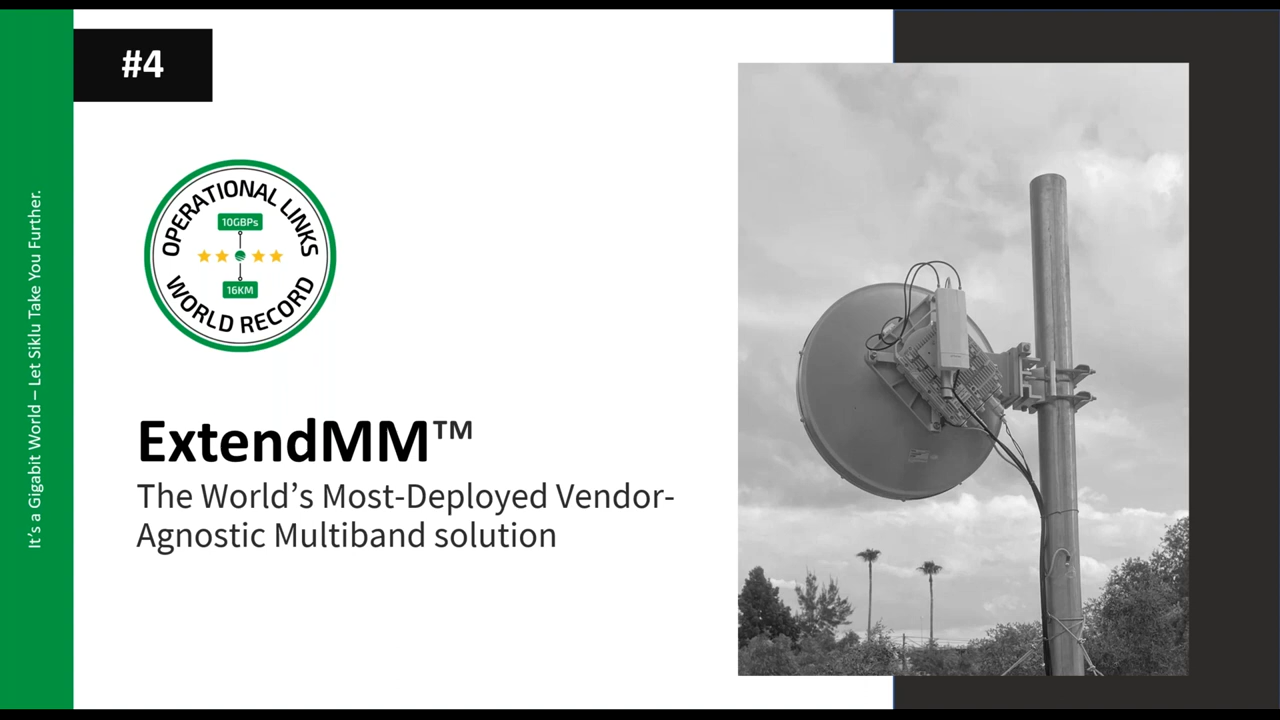 #4
OPERATIONAL LINKS
10GBPs
16KM
WORLD RECORD
ExtendMM™
The World’s Most-Deployed Vendor-
Agnostic Multiband solution
It’s a Gigabit World – Let Siklu Take You Further.